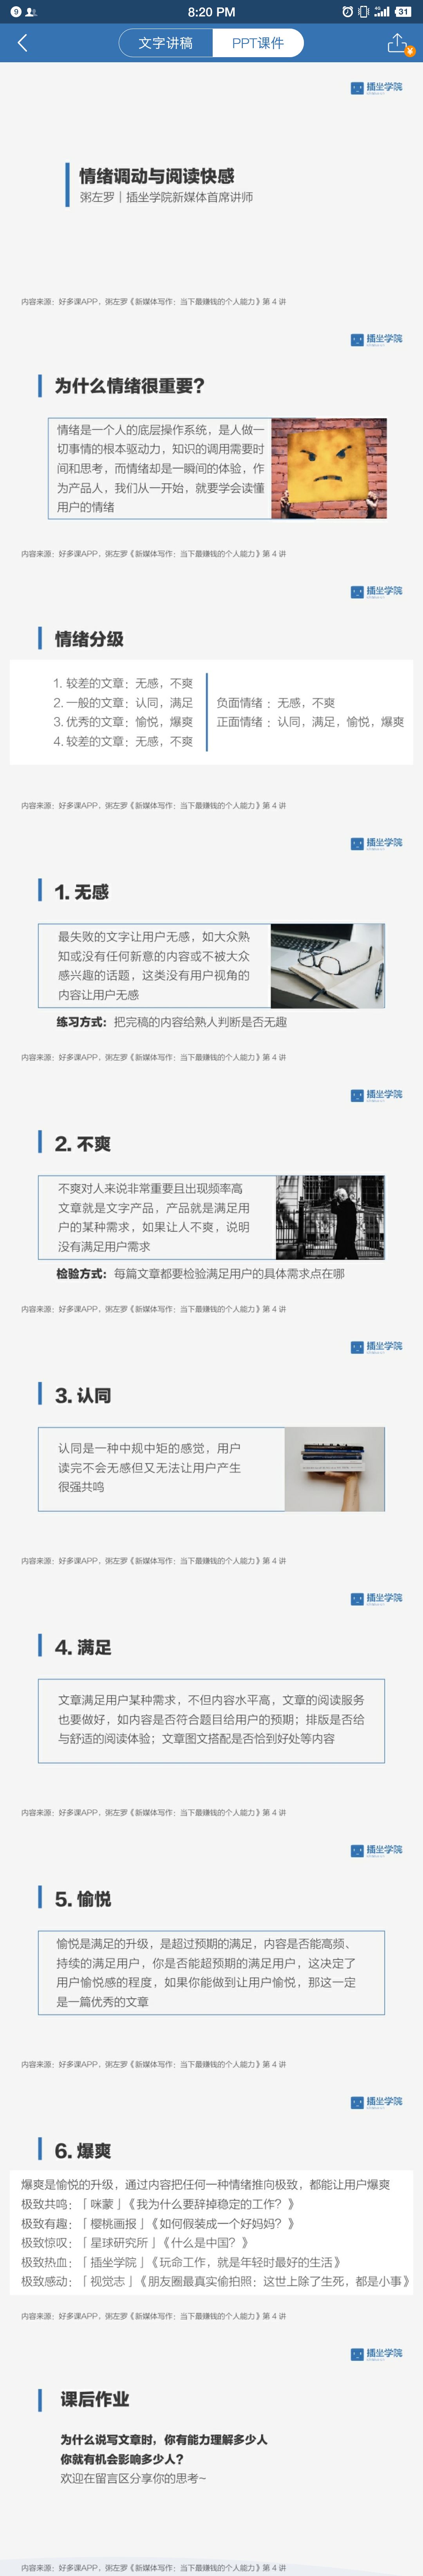 9
8:20 PM
4G
31
文字讲稿
PPT课件
¥
插坐学院
情绪调动与阅读快感
粥左罗｜插坐学院新媒体首席讲师
内容来源：好多课APP，粥左罗《新媒体写作：当下最赚钱的个人能力》第 4 讲
插坐学院
为什么情绪很重要？
情绪是一个人的底层操作系统，是人做一
切事情的根本驱动力，知识的调用需要时
间和思考，而情绪却是一瞬间的体验，作
为产品人，我们从一开始，就要学会读懂
用户的情绪
内容来源：好多课APP，粥左罗《新媒体写作：当下最赚钱的个人能力》第 4 讲
插坐学院
情绪分级
1. 较差的文章：无感，不爽
2. 一般的文章：认同，满足
3. 优秀的文章：愉悦，爆爽
4. 较差的文章：无感，不爽
负面情绪：无感，不爽
正面情绪：认同，满足，愉悦，爆爽
内容来源：好多课APP，粥左罗《新媒体写作：当下最赚钱的个人能力》第 4 讲
插坐学院
1. 无感
最失败的文字让用户无感，如大众熟
知或没有任何新意的内容或不被大众
感兴趣的话题，这类没有用户视角的
内容让用户无感
练习方式：把完稿的内容给熟人判断是否无趣
内容来源：好多课APP，粥左罗《新媒体写作：当下最赚钱的个人能力》第 4 讲
插坐学院
2. 不爽
不爽对人来说非常重要且出现频率高
文章就是文字产品，产品就是满足用
户的某种需求，如果让人不爽，说明
没有满足用户需求
检验方式：每篇文章都要检验满足用户的具体需求点在哪
内容来源：好多课APP，粥左罗《新媒体写作：当下最赚钱的个人能力》第 4 讲
插坐学院
3. 认同
认同是一种中规中矩的感觉，用户
读完不会无感但又无法让用户产生
很强共鸣
内容来源：好多课APP，粥左罗《新媒体写作：当下最赚钱的个人能力》第 4 讲
插坐学院
4. 满足
文章满足用户某种需求，不但内容水平高，文章的阅读服务
也要做好，如内容是否符合题目给用户的预期；排版是否给
与舒适的阅读体验；文章图文搭配是否恰到好处等内容
内容来源：好多课APP，粥左罗《新媒体写作：当下最赚钱的个人能力》第 4 讲
插坐学院
5. 愉悦
愉悦是满足的升级，是超过预期的满足，内容是否能高频、
持续的满足用户，你是否能超预期的满足用户，这决定了
用户愉悦感的程度，如果你能做到让用户愉悦，那这一定
是一篇优秀的文章
内容来源：好多课APP，粥左罗《新媒体写作：当下最赚钱的个人能力》第 4 讲
插坐学院
6. 爆爽
爆爽是愉悦的升级，通过内容把任何一种情绪推向极致，都能让用户爆爽
极致共鸣：「咪蒙」《我为什么要辞掉稳定的工作？》
极致有趣：「樱桃画报」《如何假装成一个好妈妈？》
极致惊叹：「星球研究所」《什么是中国？》
极致热血：「插坐学院」《玩命工作，就是年轻时最好的生活》
极致感动：「视觉志」《朋友圈最真实偷拍照：这世上除了生死，都是小事》
内容来源：好多课APP，粥左罗《新媒体写作：当下最赚钱的个人能力》第 4 讲
插坐学院
课后作业
为什么说写文章时，你有能力理解多少人
你就有机会影响多少人？
欢迎在留言区分享你的思考~
内容来源：好多课APP，粥左罗《新媒体写作：当下最赚钱的个人能力》第 4 讲